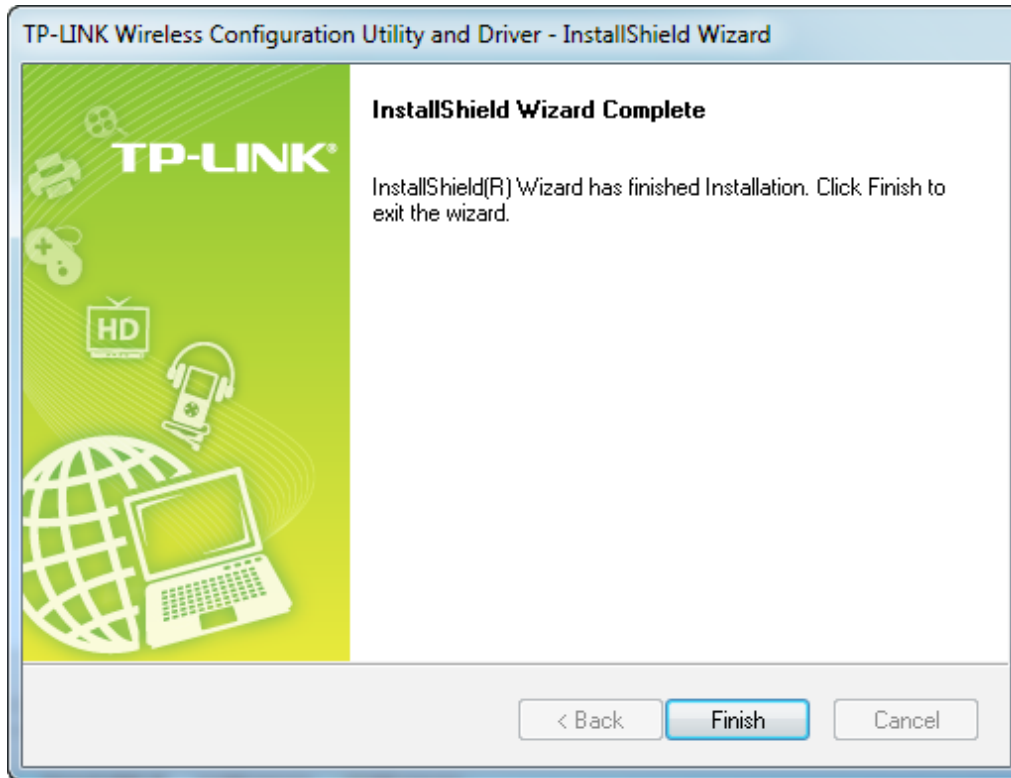 TP-LINK Wireless Configuration Utility and Driver - InstallShield Wizard
TP-LINK®
HD
InstallShield Wizard Complete
InstallShield(R) Wizard has finished Installation. Click Finish to
exit the wizard.
< Back
Finish
Cancel